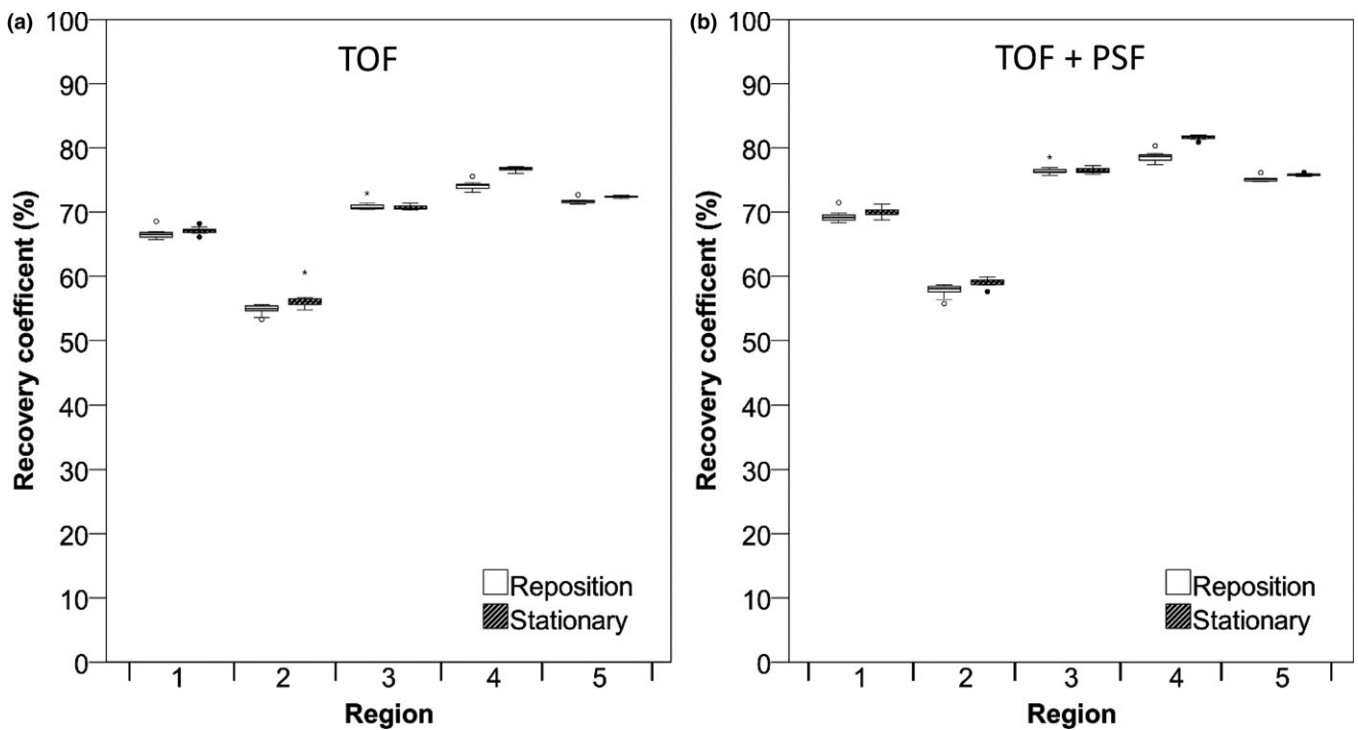 (a)
TOF
Recovery coefficent (%)
100
90
80
70
60
50
40
30
20
10
0
Reposition
Stationary
1 2 3 4 5
Region
(b)
TOF + PSF
Recovery coefficent (%)
100
90
80
70
60
50
40
30
20
10
0
Reposition
Stationary
1 2 3 4 5
Region